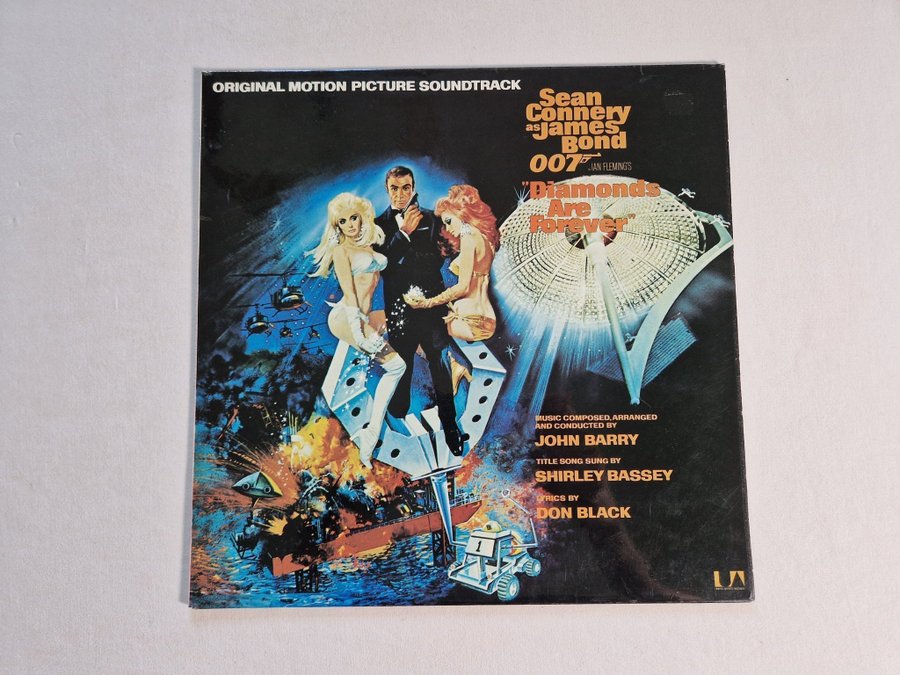 ORIGINAL MOTION PICTURE SOUNDTRACK
Sean
Connery
as James
Bond
007
IAN FLEMING'S
"Diamonds
Are
Forever"
MUSIC COMPOSED, ARRANGED
AND CONDUCTED BY
JOHN BARRY
TITLE SONG SUNG BY
SHIRLEY BASSEY
LYRICS BY
DON BLACK
1
UA